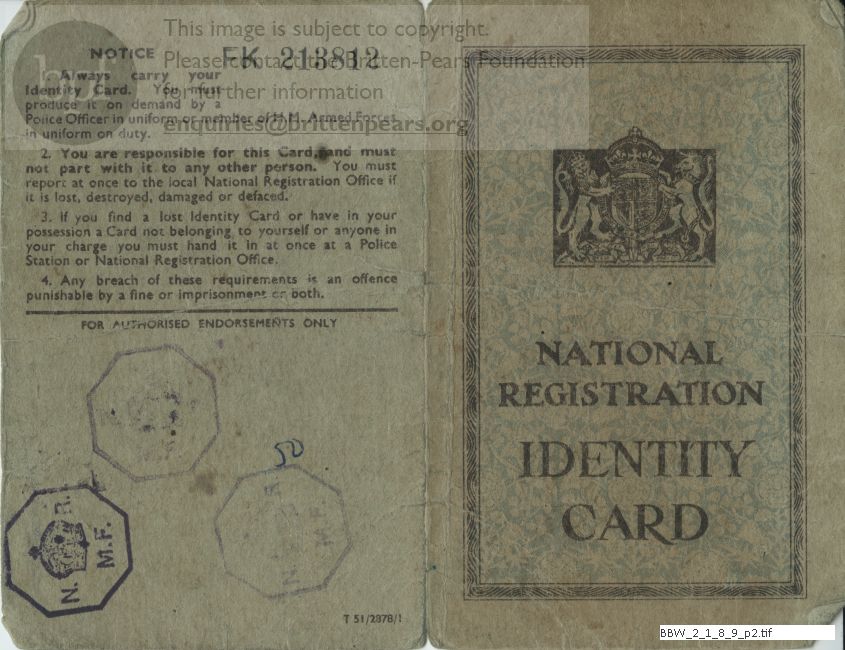 This image is subject to copyright.
Please contact the Britten-Pears Foundation
for further information
enquiries@brittenpears.org
bpf
NOTICE
FK 213812
Always carry your
Identity Card. You must
produce it on demand by a
Police Officer in uniform or member of H.M. Armed Forces
in uniform on duty.
2. You are responsible for this Card, and must
not part with it to any other person. You must
report at once to the local National Registration Office if
it is lost, destroyed, damaged or defaced.
3. If you find a lost Identity Card or have in your
possession a Card not belonging to yourself or anyone in
your charge you must hand it in at once at a Police
Station or National Registration Office.
4. Any breach of these requirements is an offence
punishable by a fine or imprisonment or both.
FOR AUTHORISED ENDORSEMENTS ONLY
N. R.
M.F.
T 51/2878/1
NATIONAL
REGISTRATION
IDENTITY
CARD
BBW_2_1_8_9_p2.tif